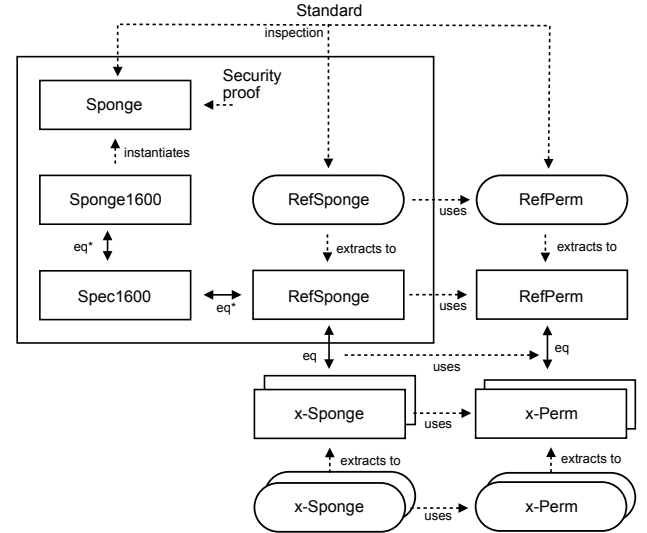 Standard
inspection
Security
proof
Sponge
instantiates
Sponge1600
RefSponge
RefPerm
uses
eq*
extracts to
extracts to
Spec1600
eq*
RefSponge
uses
RefPerm
eq
eq
uses
x-Sponge
uses
x-Perm
extracts to
extracts to
x-Sponge
uses
x-Perm